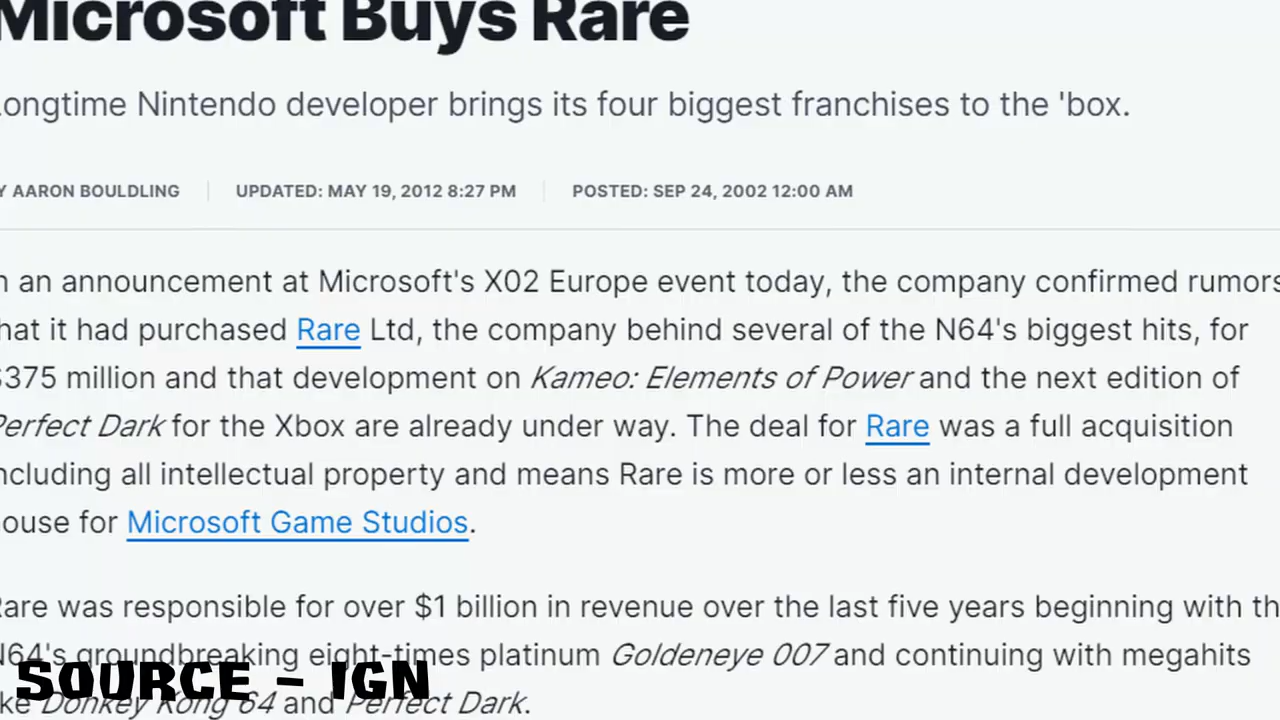 Microsoft Buys Rare
ongtime Nintendo developer brings its four biggest franchises to the 'box.
Y AARON BOULDLING UPDATED: MAY 19, 2012 8:27 PM POSTED: SEP 24, 2002 12:00 AM
n an announcement at Microsoft's X02 Europe event today, the company confirmed rumors
hat it had purchased Rare Ltd, the company behind several of the N64's biggest hits, for
$375 million and that development on Kameo: Elements of Power and the next edition of
Perfect Dark for the Xbox are already under way. The deal for Rare was a full acquisition
ncluding all intellectual property and means Rare is more or less an internal development
ouse for Microsoft Game Studios.
Rare was responsible for over $1 billion in revenue over the last five years beginning with th
N64's groundbreaking eight-times platinum Goldeneye 007 and continuing with megahits
ke Donkey Kong 64 and Perfect Dark.
SOURCE - IGN